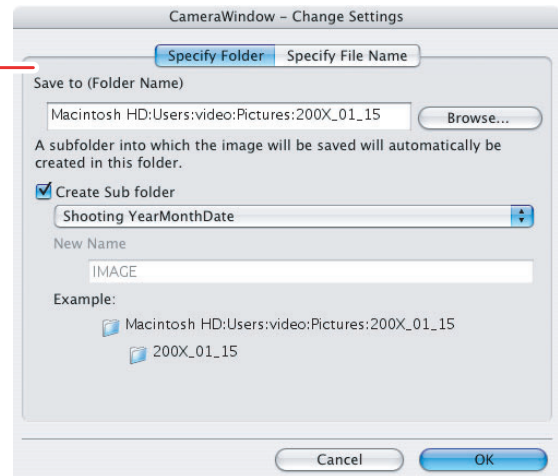 CameraWindow – Change Settings
Specify Folder Specify File Name
Save to (Folder Name)
Macintosh HD:Users:video:Pictures:200X_01_15 Browse...
A subfolder into which the image will be saved will automatically be
created in this folder.
Create Sub folder
Shooting YearMonthDate
New Name
IMAGE
Example:
Macintosh HD:Users:video:Pictures:200X_01_15
200X_01_15
Cancel OK